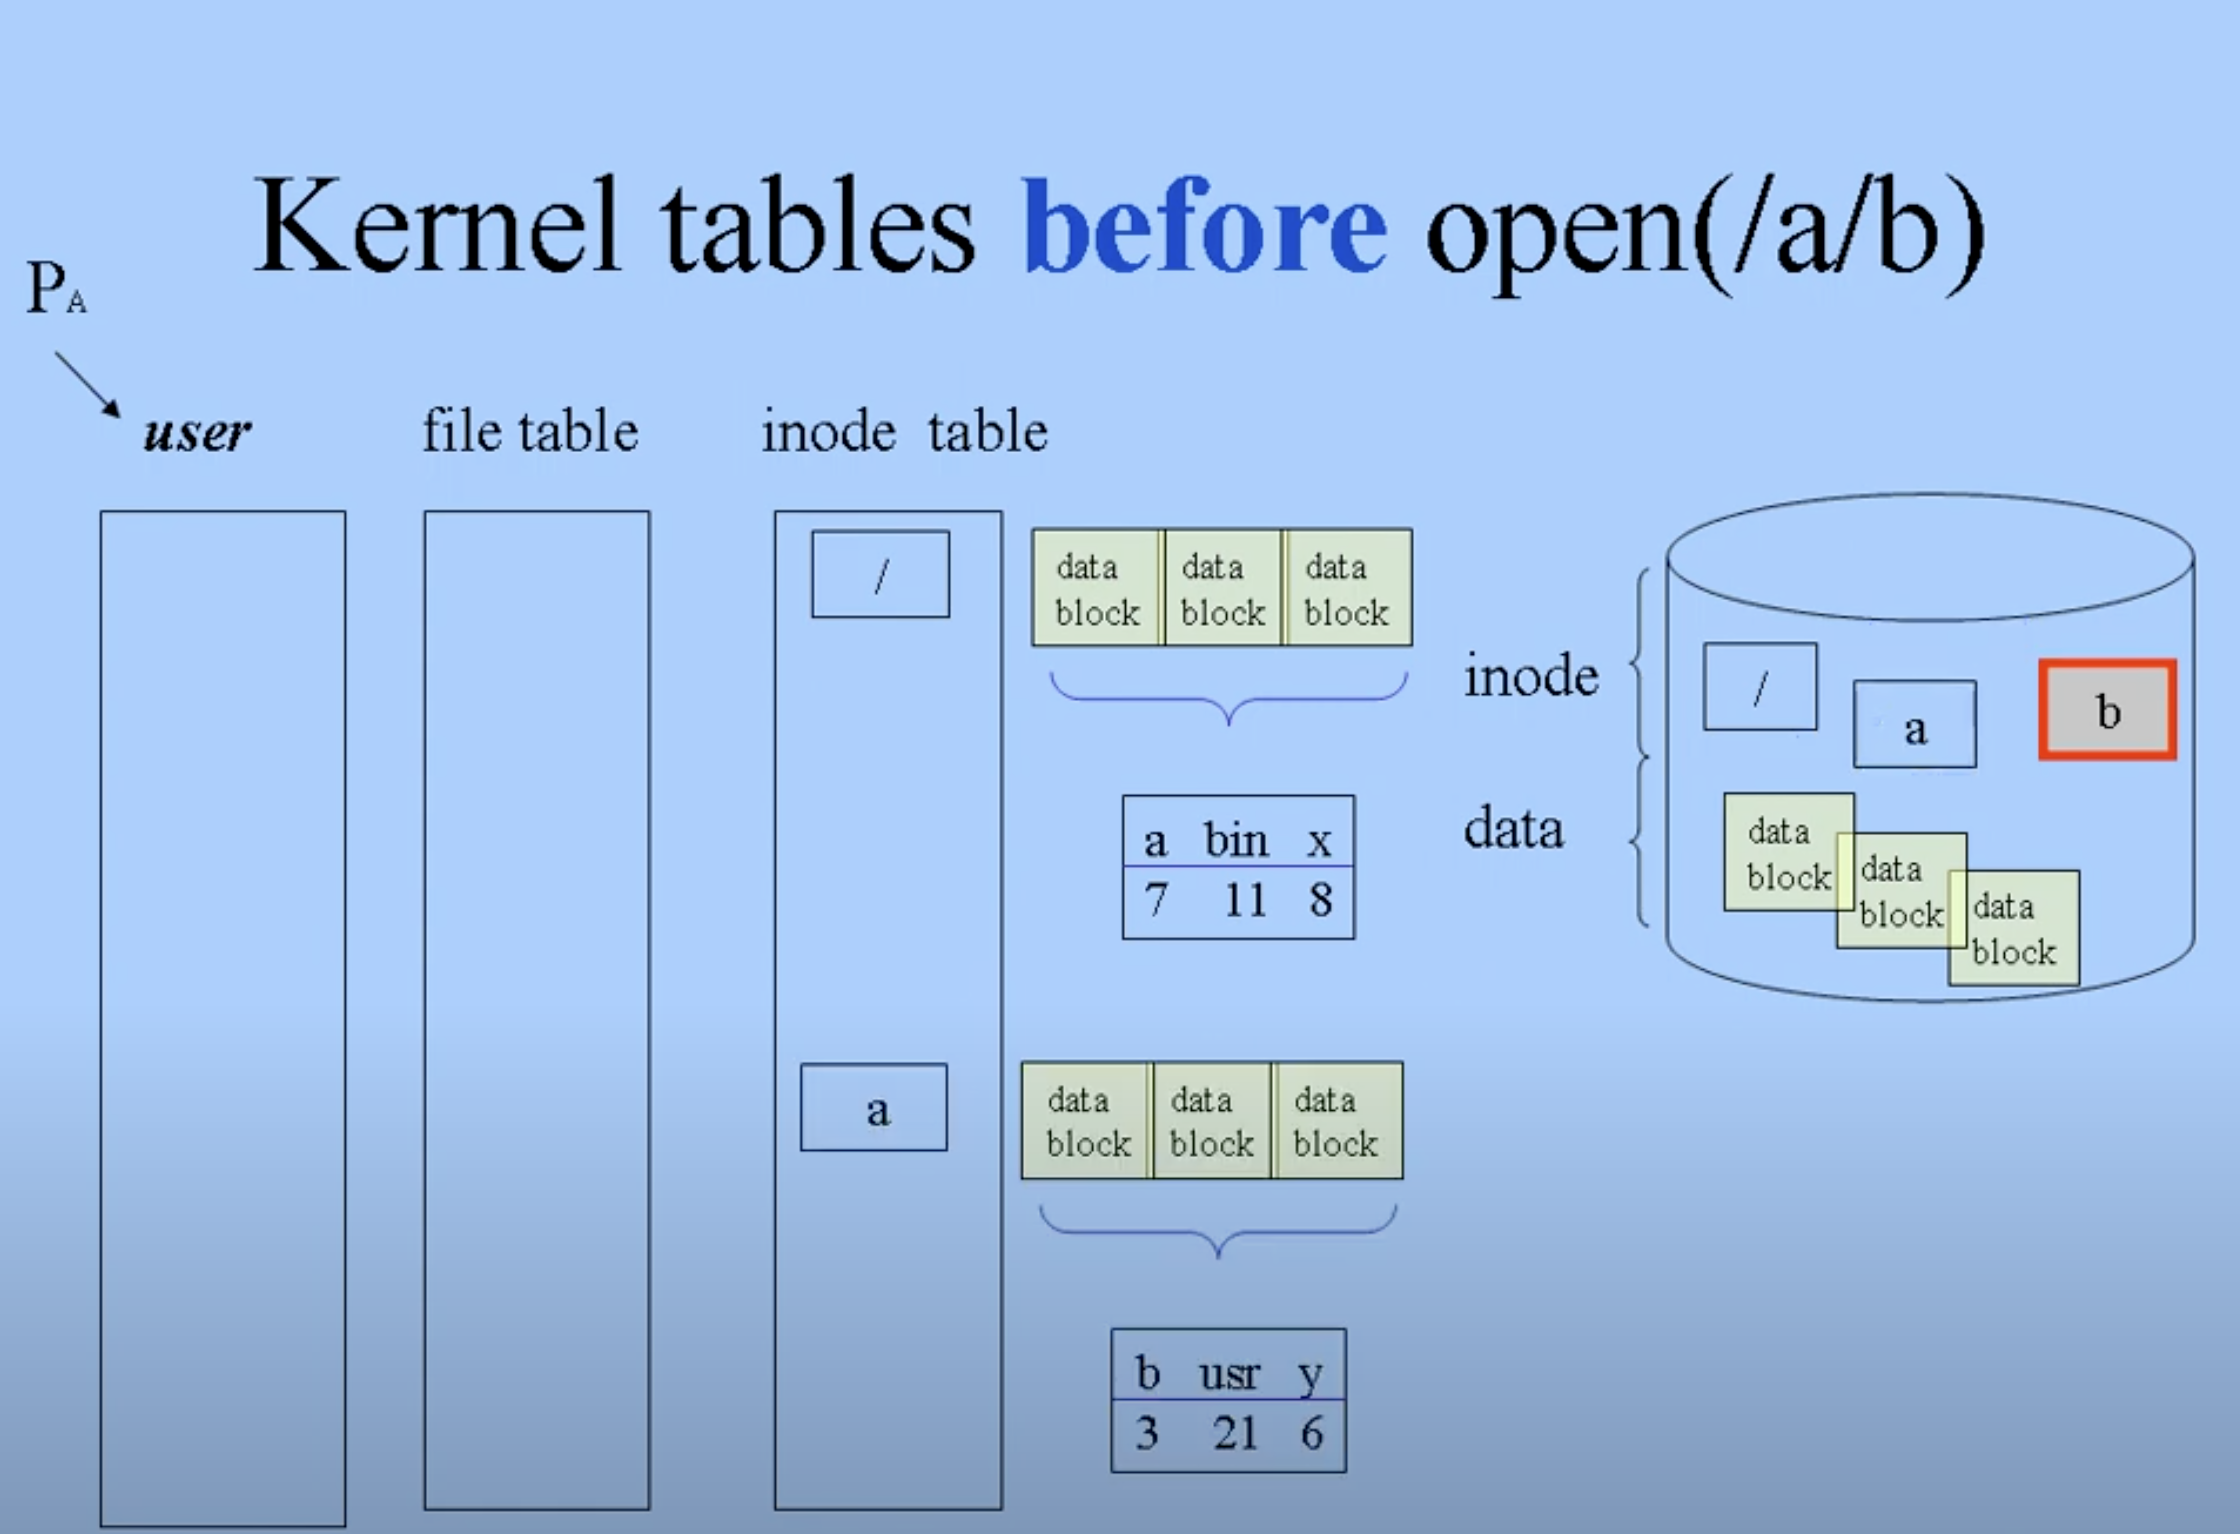 Kernel tables before open(/a/b)
PA
user
file table
inode table
/
data block
data block
data block
a bin x
7 11 8
a
data block
data block
data block
b usr y
3 21 6
inode
data
/
a
b
data block
data block
data block